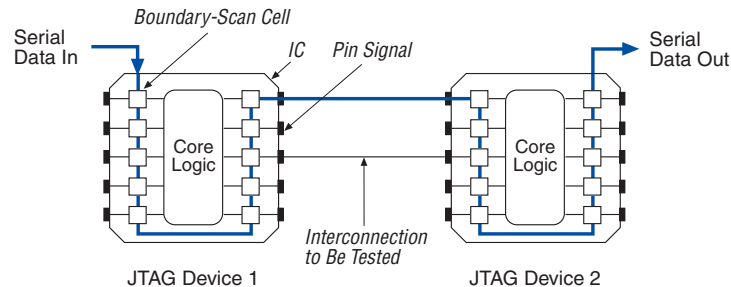 Boundary-Scan Cell
Serial
Data In
IC
Pin Signal
Serial
Data Out
Core
Logic
Core
Logic
Interconnection
to Be Tested
JTAG Device 1
JTAG Device 2